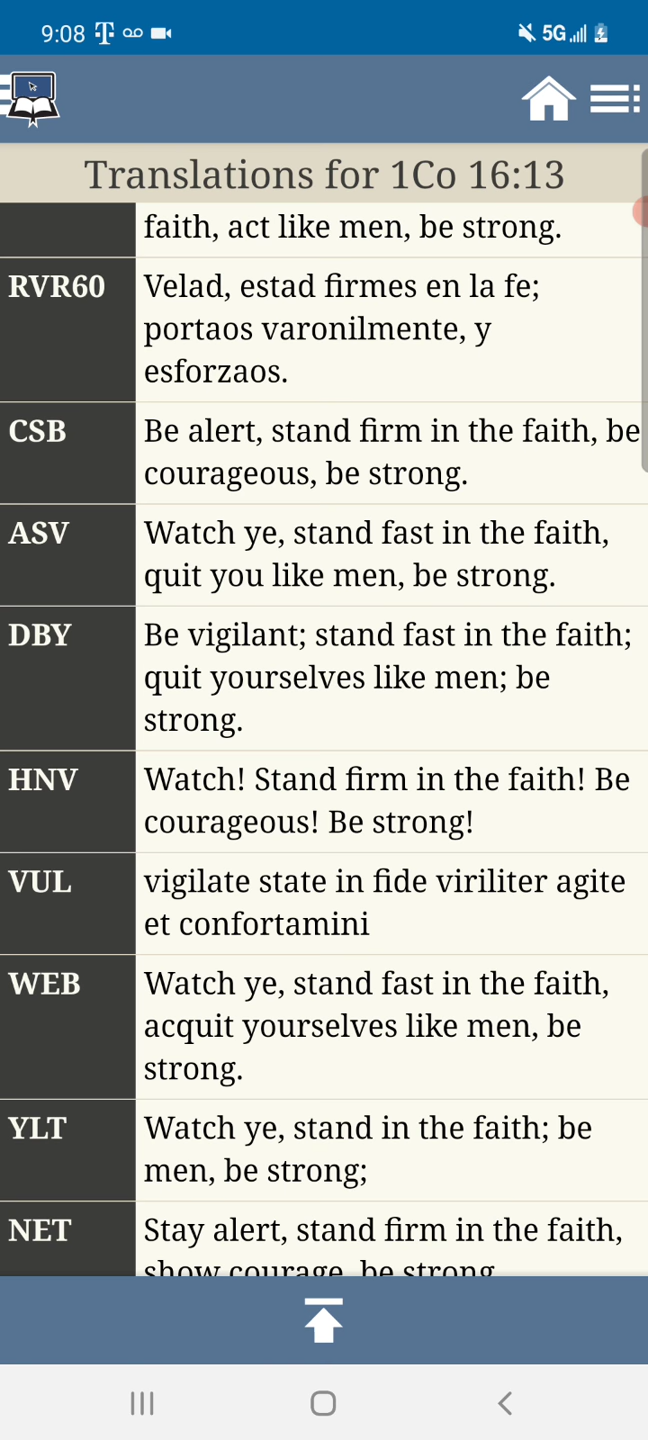 9:08
5G
Translations for 1Co 16:13
faith, act like men, be strong.
RVR60
Velad, estad firmes en la fe;
portaos varonilmente, y
esforzaos.
CSB
Be alert, stand firm in the faith, be
courageous, be strong.
ASV
Watch ye, stand fast in the faith,
quit you like men, be strong.
DBY
Be vigilant; stand fast in the faith;
quit yourselves like men; be
strong.
HNV
Watch! Stand firm in the faith! Be
courageous! Be strong!
VUL
vigilate state in fide viriliter agite
et confortamini
WEB
Watch ye, stand fast in the faith,
acquit yourselves like men, be
strong.
YLT
Watch ye, stand in the faith; be
men, be strong;
NET
Stay alert, stand firm in the faith,
show courage, be strong